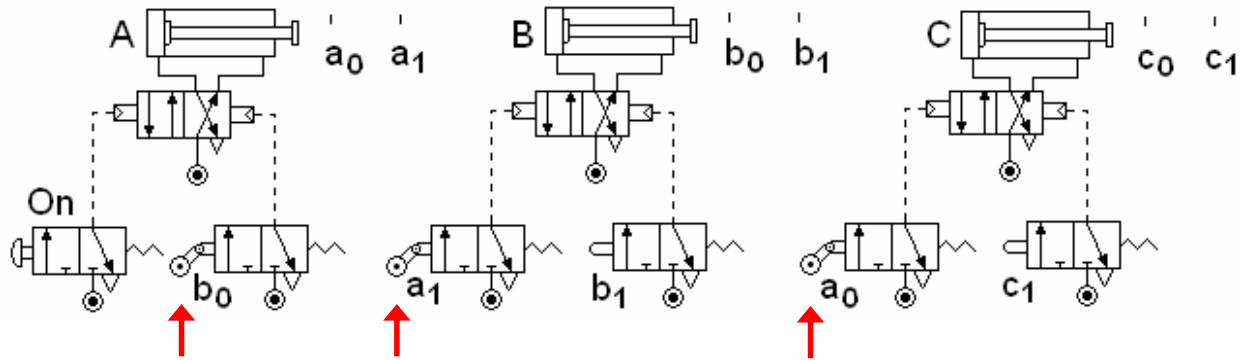 A a₀ a₁ B b₀ b₁ C c₀ c₁
On
b₀ a₁ b₁ a₀ c₁